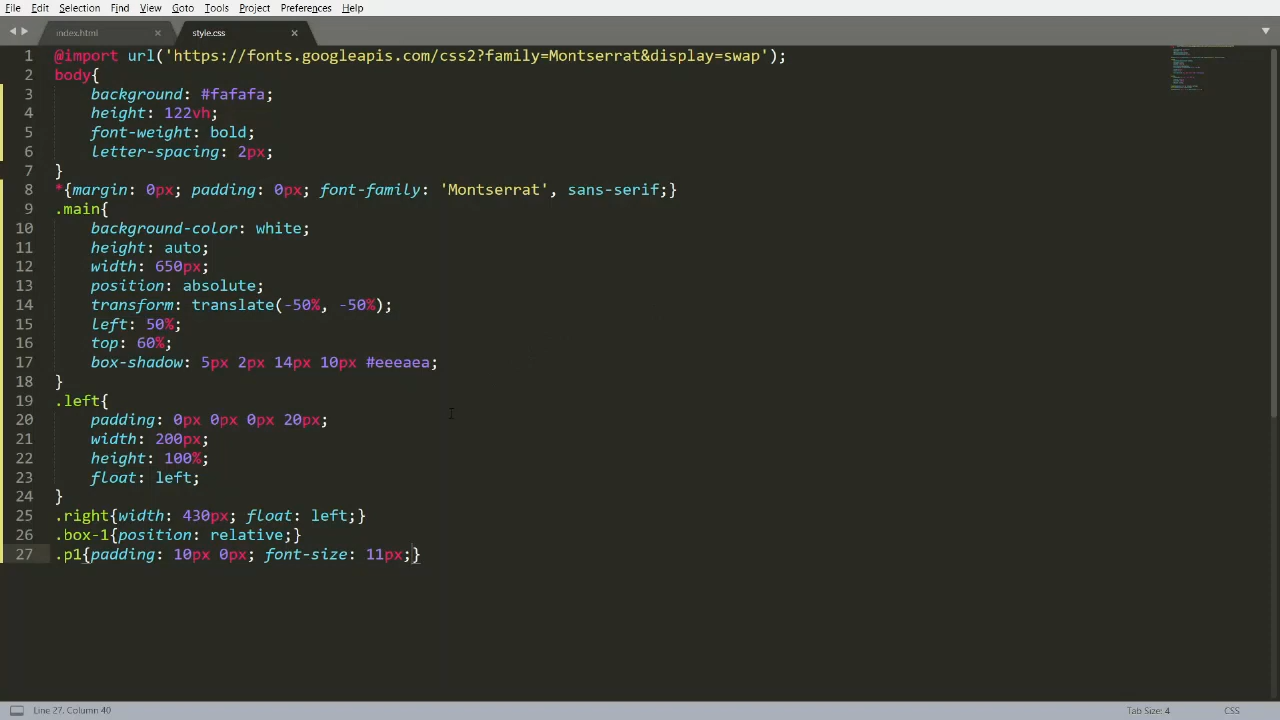 File Edit Selection Find View Goto Tools Project Preferences Help
index.html × style.css ×
1 @import url('https://fonts.googleapis.com/css2?family=Montserrat&display=swap');
2 body{
3 background: #fafafa;
4 height: 122vh;
5 font-weight: bold;
6 letter-spacing: 2px;
7 }
8 *{margin: 0px; padding: 0px; font-family: 'Montserrat', sans-serif;}
9 .main{
10 background-color: white;
11 height: auto;
12 width: 650px;
13 position: absolute;
14 transform: translate(-50%, -50%);
15 left: 50%;
16 top: 60%;
17 box-shadow: 5px 2px 14px 10px #eeeaea;
18 }
19 .left{
20 padding: 0px 0px 0px 20px;
21 width: 200px;
22 height: 100%;
23 float: left;
24 }
25 .right{width: 430px; float: left;}
26 .box-1{position: relative;}
27 .p1{padding: 10px 0px; font-size: 11px;}
Line 27, Column 40 Tab Size: 4 CSS